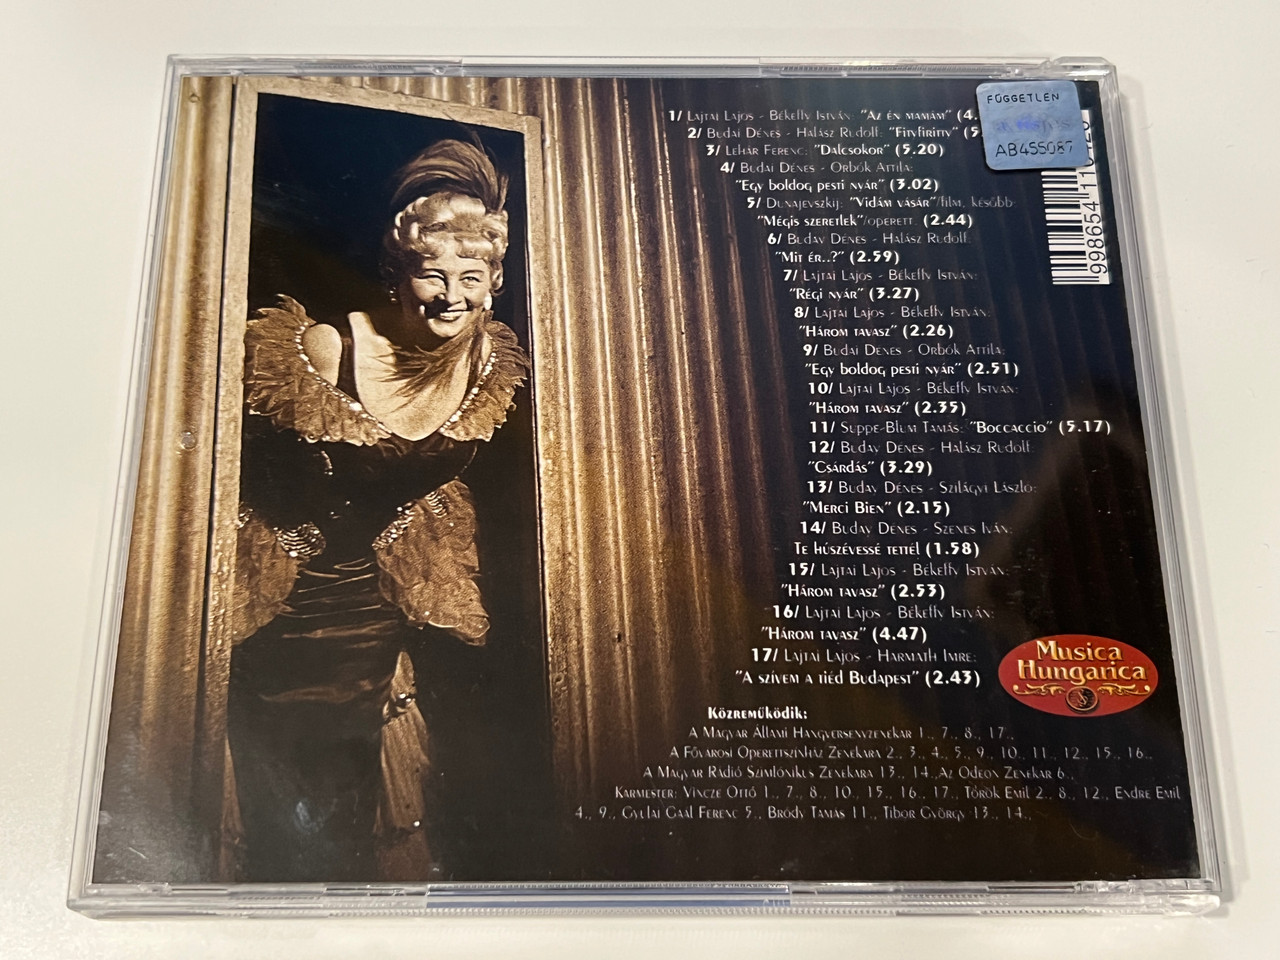 1/ Lajtai Lajos - Békeffy István: "Az én mamám" (4.
2/ Budai Dénes - Halász Rudolf: "Fityfiritty" (5.
3/ Lehár Ferenc: "Dalcsokor" (5.20)
4/ Budai Dénes - Orbók Attila:
"Egy boldog pesti nyár" (3.02)
5/ Dunajevszkij: "Vidám vásár"/film, később:
"Mégis szeretlek"/operett. (2.44)
6/ Buday Dénes - Halász Rudolf:
"Mit ér..?" (2.59)
7/ Lajtai Lajos - Békeffy István:
"Régi nyár" (3.27)
8/ Lajtai Lajos - Békeffy István:
"Három tavasz" (2.26)
9/ Budai Dénes - Orbók Attila:
"Egy boldog pesti nyár" (2.51)
10/ Lajtai Lajos - Békeffy István:
"Három tavasz" (2.35)
11/ Suppe-Blum Tamás: "Boccaccio" (5.17)
12/ Buday Dénes - Halász Rudolf:
"Csárdás" (3.29)
13/ Buday Dénes - Szilágyi László:
"Merci Bien" (2.15)
14/ Buday Dénes - Szenes Iván:
Te húszévessé tettél (1.58)
15/ Lajtai Lajos - Békeffy István:
"Három tavasz" (2.53)
16/ Lajtai Lajos - Békeffy István:
"Három tavasz" (4.47)
17/ Lajtai Lajos - Harmath Imre:
"A szívem a tiéd Budapest" (2.43)
Közreműködik:
A Magyar Állami Hangversenyzenekar 1., 7., 8., 17.,
A Fővárosi Operettszínház Zenekara 2., 3., 4., 5., 9., 10., 11., 12., 15., 16.,
A Magyar Rádió Szimfónikus Zenekara 13., 14.,Az Odeon Zenekar 6.,
Karmester: Vincze Ottó 1., 7., 8., 10., 15., 16., 17., Török Emil 2., 8., 12., Endre Emil
4., 9., Gyulai Gaál Ferenc 5., Bródy Tamás 11., Tibor György 13., 14.,
FÜGGETLEN
AB455087
998654
Musica
Hungarica